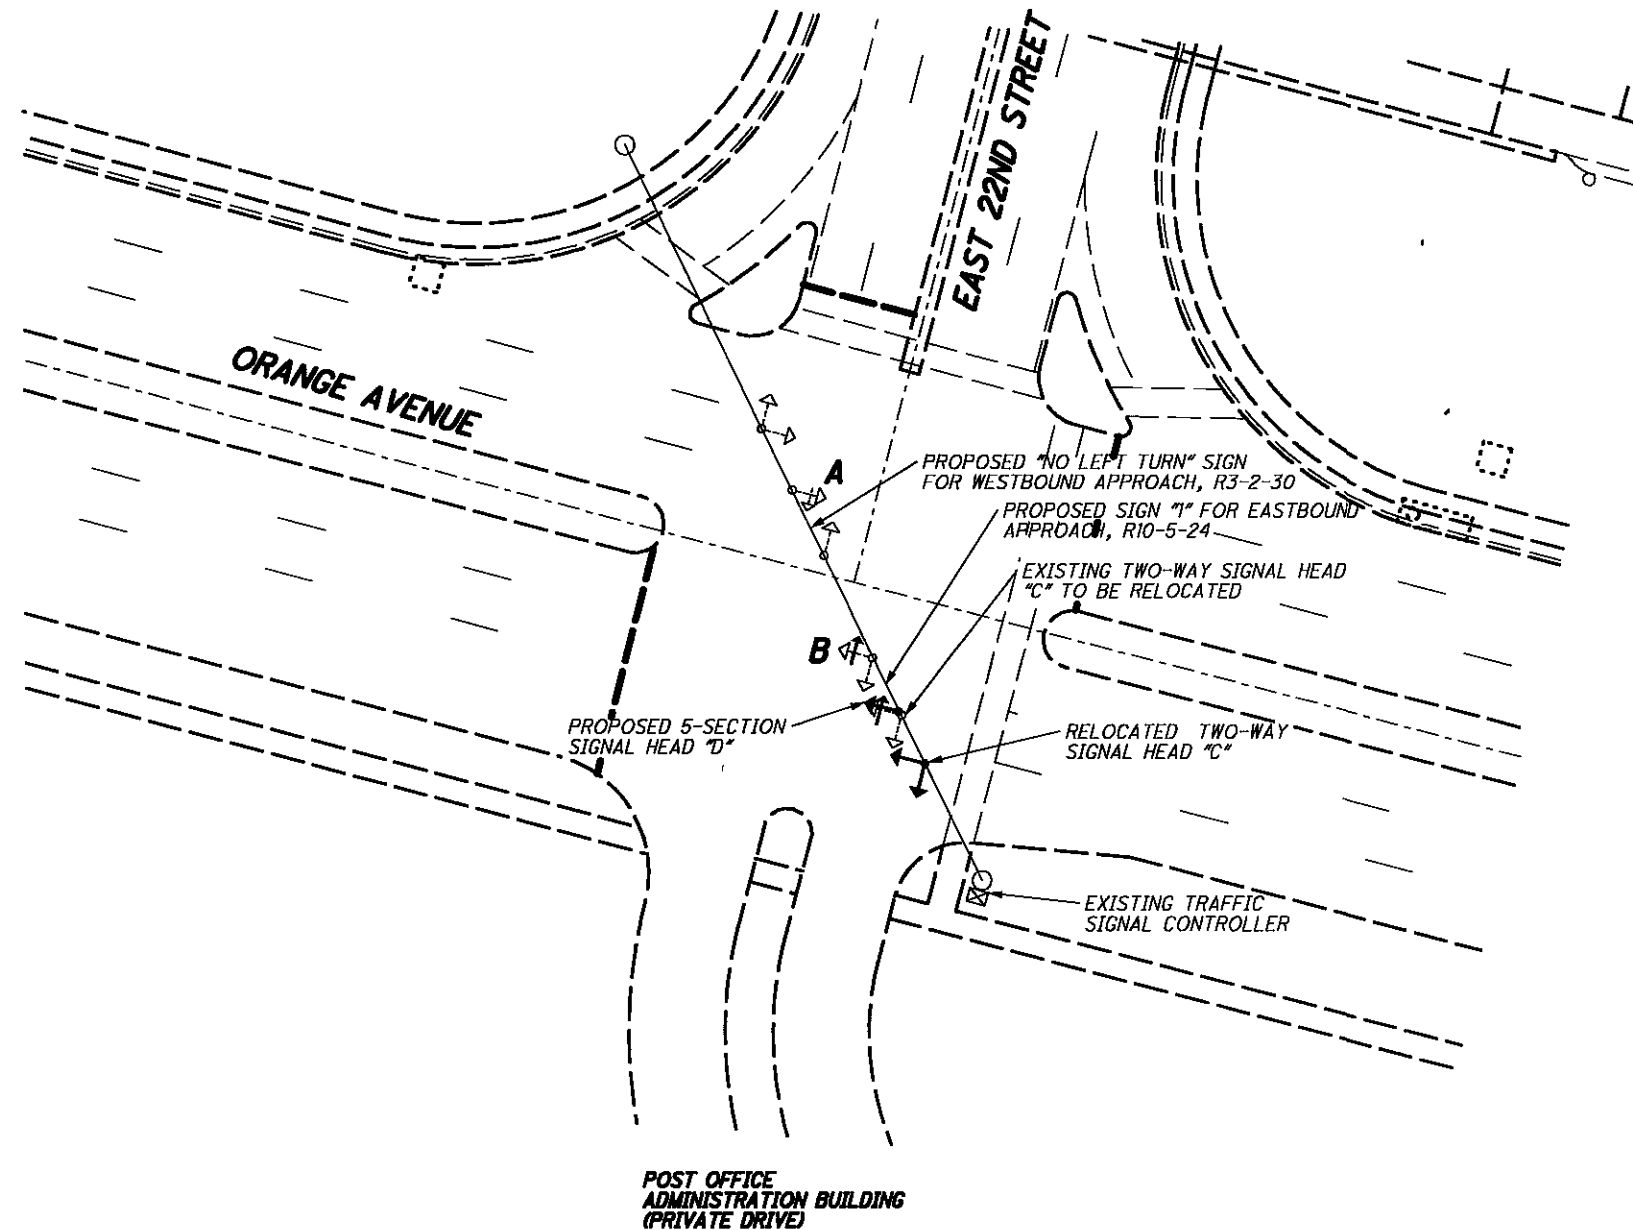 EAST 22ND STREET
ORANGE AVENUE
A
PROPOSED "NO LEFT TURN" SIGN
FOR WESTBOUND APPROACH, R3-2-30
PROPOSED SIGN "1" FOR EASTBOUND
APPROACH, R10-5-24
EXISTING TWO-WAY SIGNAL HEAD
"C" TO BE RELOCATED
B
PROPOSED 5-SECTION
SIGNAL HEAD "D"
RELOCATED TWO-WAY
SIGNAL HEAD "C"
EXISTING TRAFFIC
SIGNAL CONTROLLER
POST OFFICE
ADMINISTRATION BUILDING
(PRIVATE DRIVE)